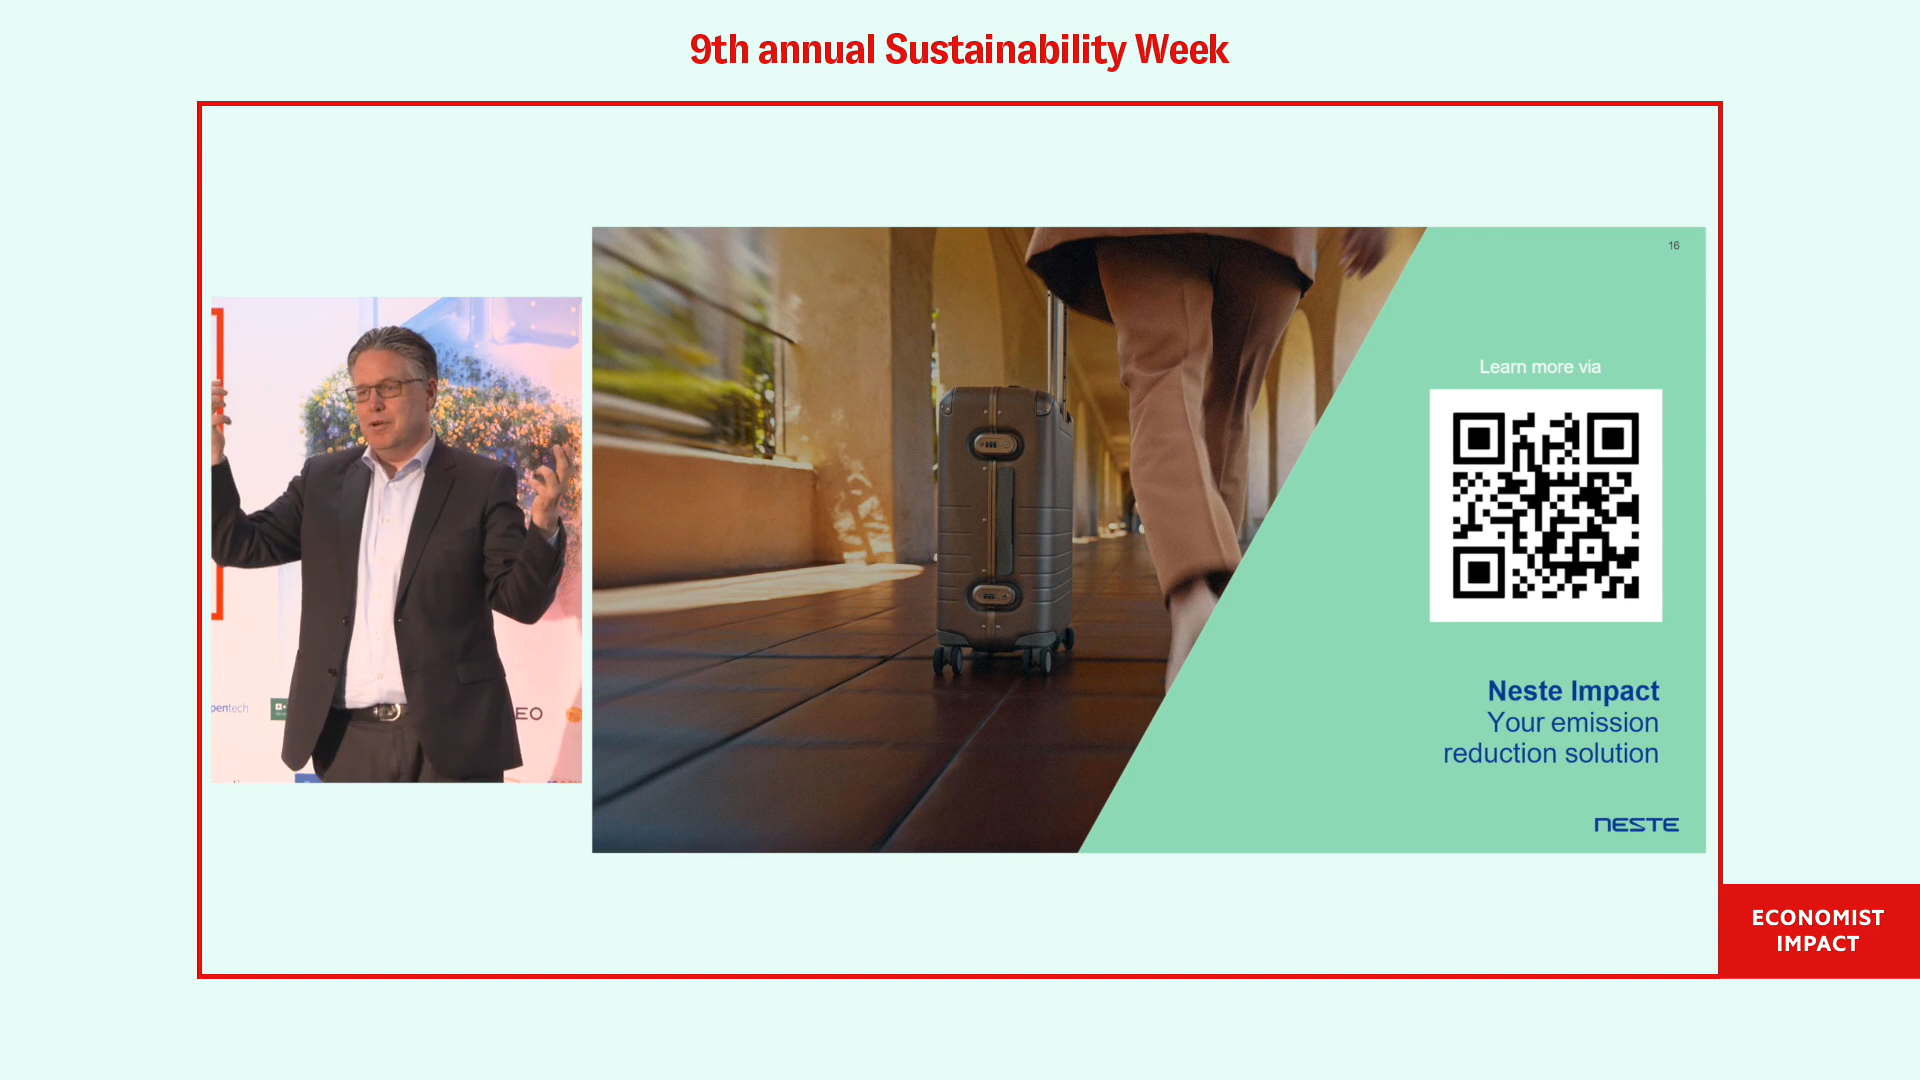 9th annual Sustainability Week
16
Learn more via
Neste Impact
Your emission
reduction solution
NESTE
pentech
EO
ECONOMIST
IMPACT